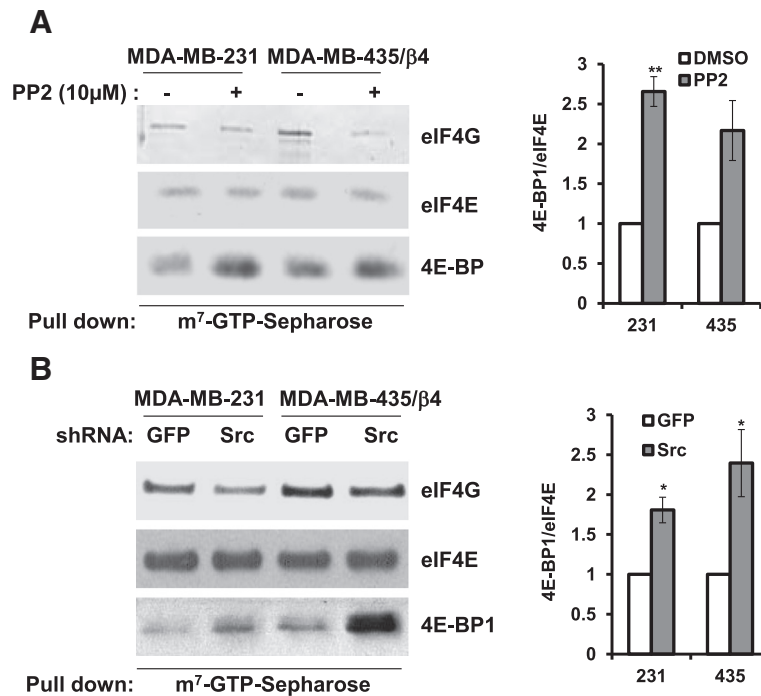 A
MDA-MB-231 MDA-MB-435/β4
PP2 (10μM) : - + - +
eIF4G
eIF4E
4E-BP
Pull down: m⁷-GTP-Sepharose
4E-BP1/eIF4E
3
2.5
2
1.5
1
0.5
0
**
DMSO
PP2
231 435
B
MDA-MB-231 MDA-MB-435/β4
shRNA: GFP Src GFP Src
eIF4G
eIF4E
4E-BP1
Pull down: m⁷-GTP-Sepharose
4E-BP1/eIF4E
3
2.5
2
1.5
1
0.5
0
GFP
Src
*
*
231 435